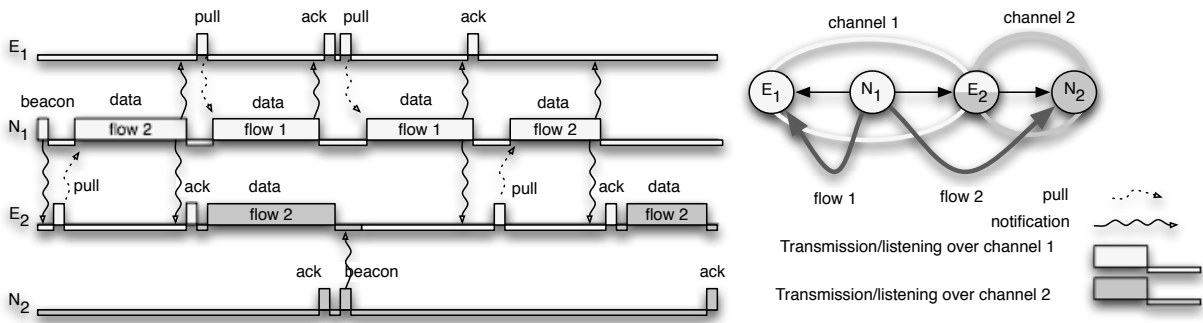 pull
ack
pull
ack
E1
beacon
data
data
data
data
N1
flow 2
flow 1
flow 1
flow 2
pull
ack
data
pull
ack
data
E2
flow 2
flow 2
ack
beacon
ack
N2
channel 1
channel 2
E1
N1
E2
N2
flow 1
flow 2
pull
notification
Transmission/listening over channel 1
Transmission/listening over channel 2